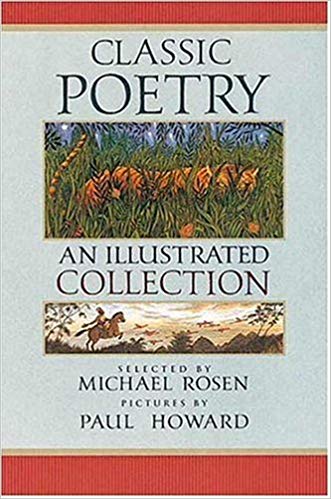 CLASSIC
POETRY
AN ILLUSTRATED
COLLECTION
SELECTED BY
MICHAEL ROSEN
PICTURES BY
PAUL HOWARD